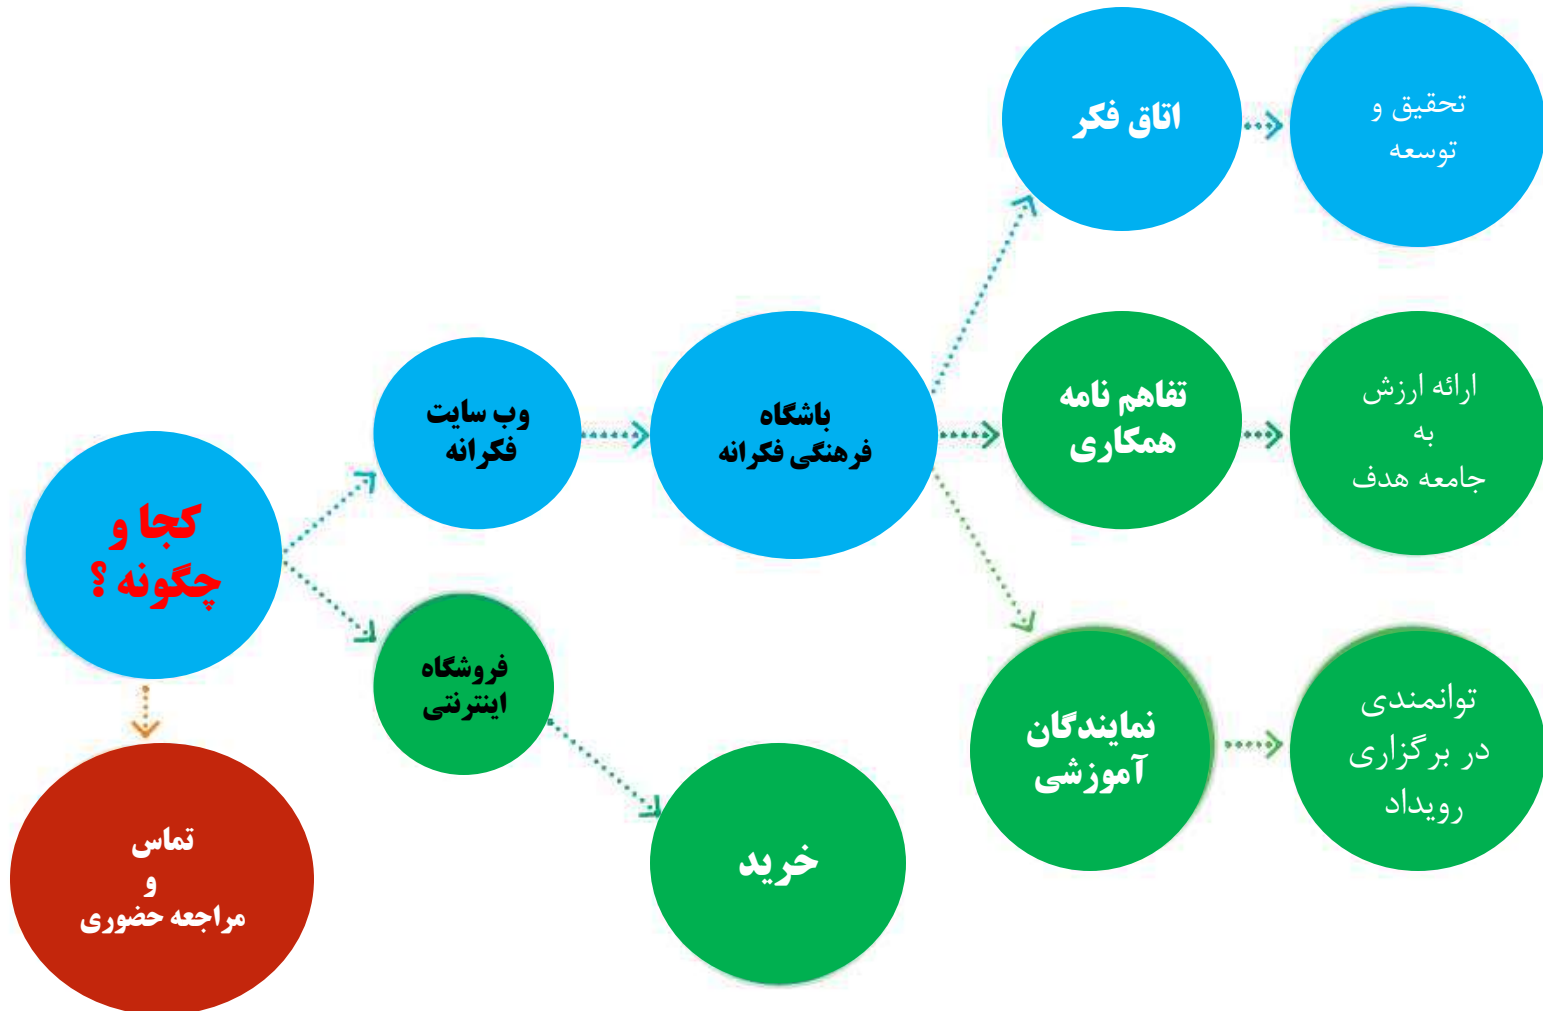 کجا و
چگونه ؟
وب سایت
فکرانه
باشگاه
فرهنگی فکرانه
اتاق فکر
تحقیق و
توسعه
تفاهم نامه
همکاری
ارائه ارزش
به
جامعه هدف
نمایندگان
آموزشی
توانمندی
در برگزاری
رویداد
فروشگاه
اینترنتی
خرید
تماس
و
مراجعه حضوری